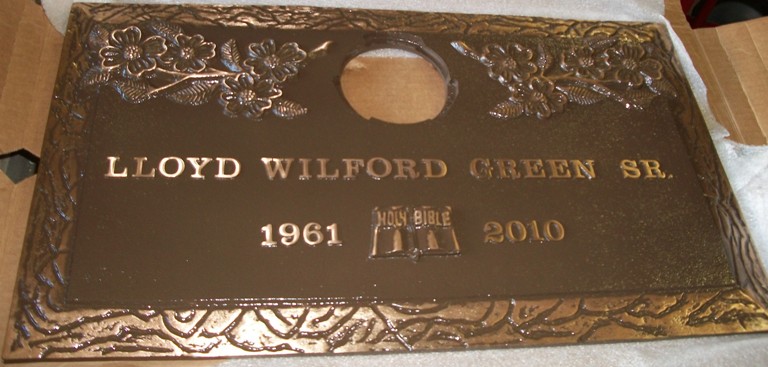 LLOYD WILFORD GREEN SR.
1961 HOLY BIBLE 2010